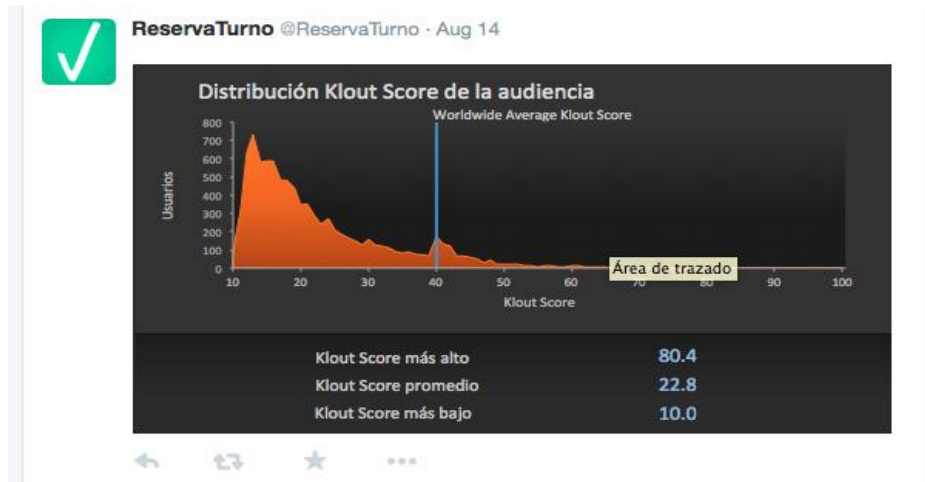 ReservaTurno @ReservaTurno · Aug 14
Distribución Klout Score de la audiencia
Worldwide Average Klout Score
800
700
600
500
400
300
200
100
0
Usuarios
10 20 30 40 50 60 70 80 90 100
Área de trazado
Klout Score
Klout Score más alto 80.4
Klout Score promedio 22.8
Klout Score más bajo 10.0